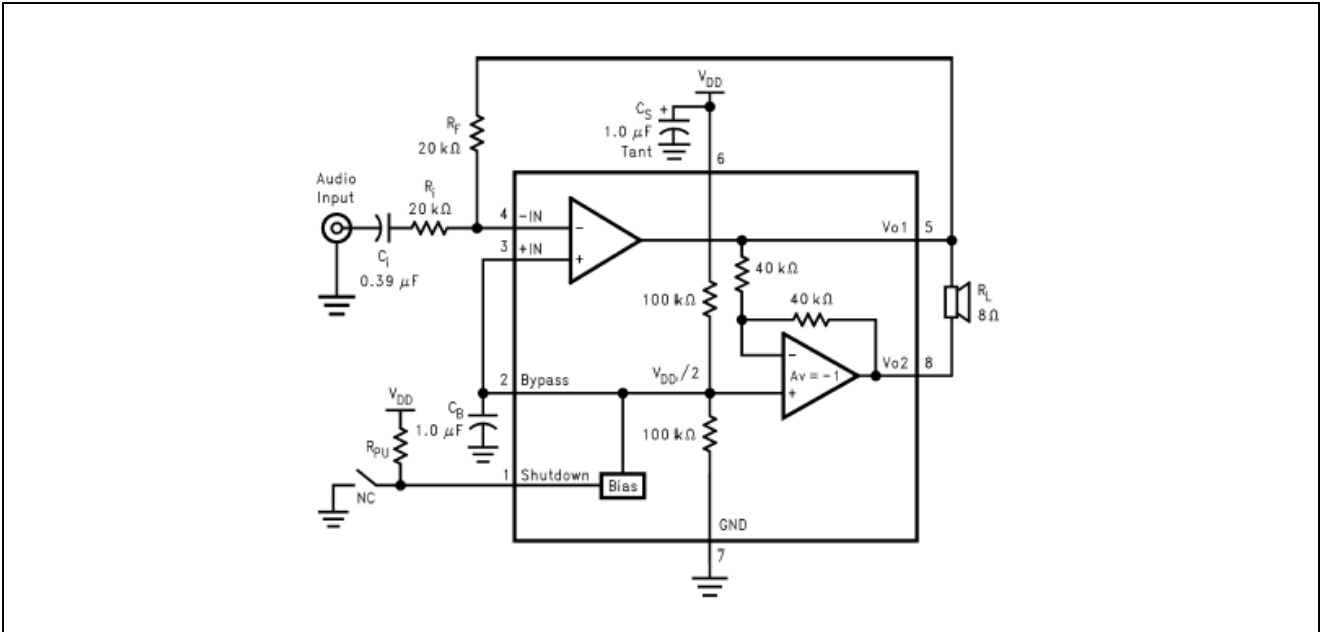 V_DD
C_S +
1.0 μF
Tant
6
R_F
20 kΩ
Audio
Input
R_i
20 kΩ
4
-IN
3
+IN
-
+
C_i
0.39 μF
Vo1
5
40 kΩ
100 kΩ
40 kΩ
R_L
8Ω
-
Av = -1
+
Vo2
8
V_DD/2
2
Bypass
V_DD
C_B
1.0 μF
R_PU
100 kΩ
1
Shutdown
Bias
NC
GND
7